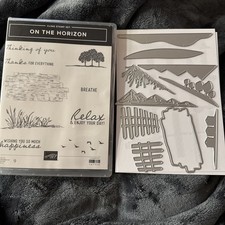 ON THE HORIZON
Thinking of you
Thanks FOR EVERYTHING
BREATHE
Relax
& ENJOY YOUR DAY!
WISHING YOU SO MUCH
happiness